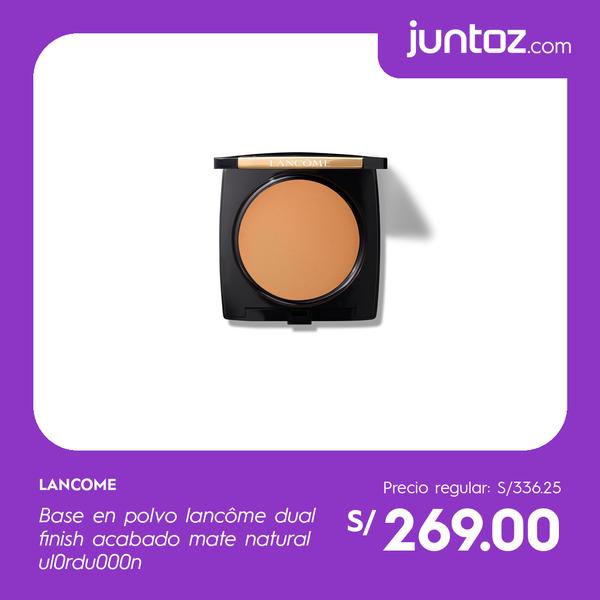 juntoz.com
LANCOME
LANCOME
Precio regular: S/336.25
Base en polvo lancôme dual
finish acabado mate natural
ul0rdu000n
S/ 269.00